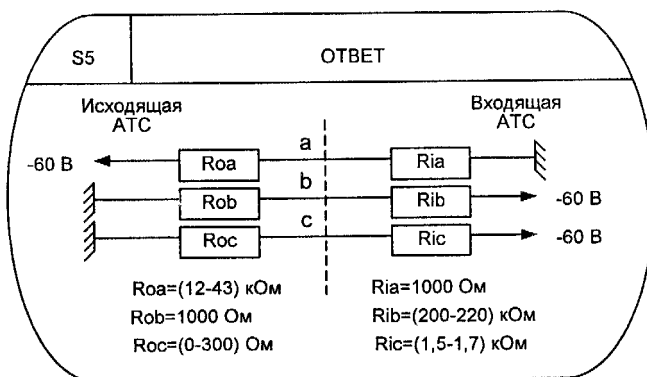 S5
ОТВЕТ
Исходящая
АТС
Входящая
АТС
a
-60 В
Roa
Ria
b
Rob
Rib
-60 В
c
Roc
Ric
-60 В
Roa=(12-43) кОм
Ria=1000 Ом
Rob=1000 Ом
Rib=(200-220) кОм
Roc=(0-300) Ом
Ric=(1,5-1,7) кОм